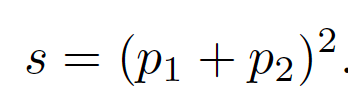 s = (p₁ + p₂)².